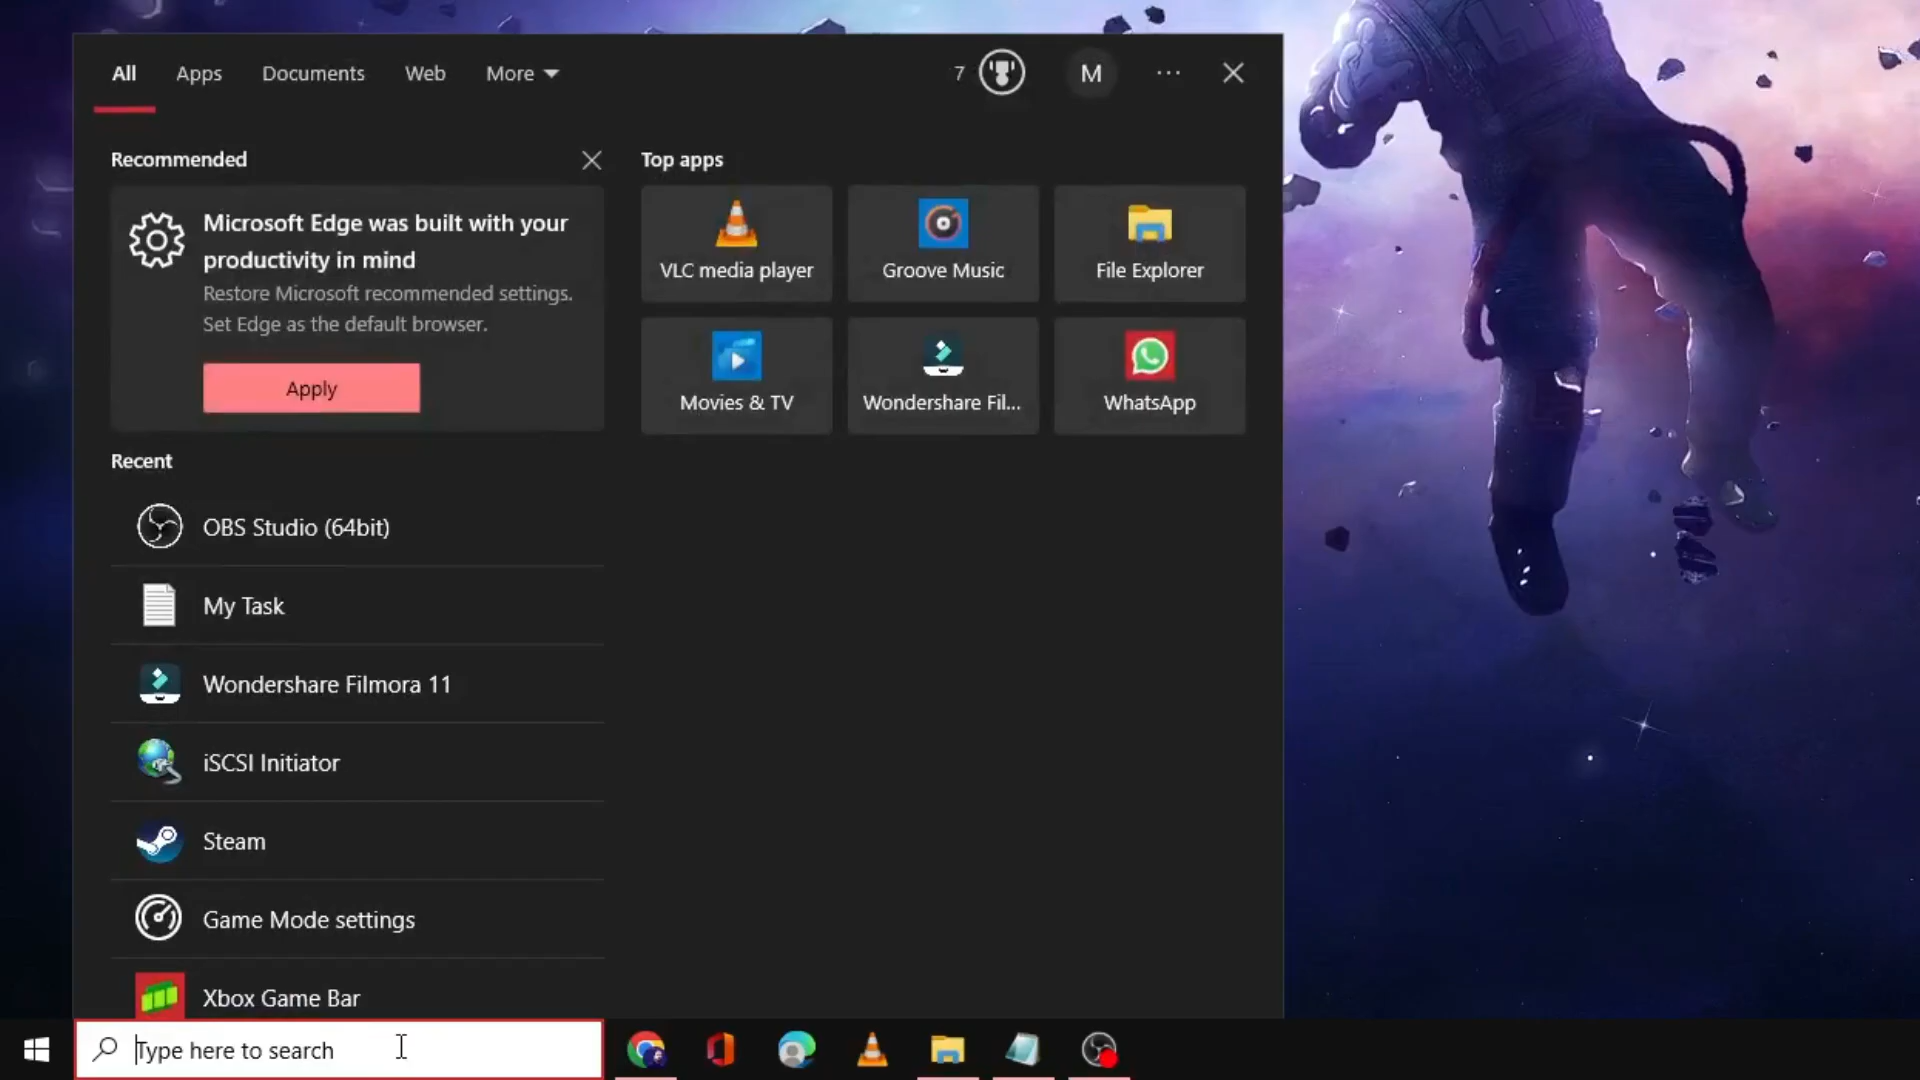 All Apps Documents Web More 7 M ...
Recommended
Microsoft Edge was built with your
productivity in mind
Restore Microsoft recommended settings.
Set Edge as the default browser.
Apply
Top apps
VLC media player Groove Music File Explorer
Movies & TV Wondershare Fil... WhatsApp
Recent
OBS Studio (64bit)
My Task
Wondershare Filmora 11
iSCSI Initiator
Steam
Game Mode settings
Xbox Game Bar
Type here to search